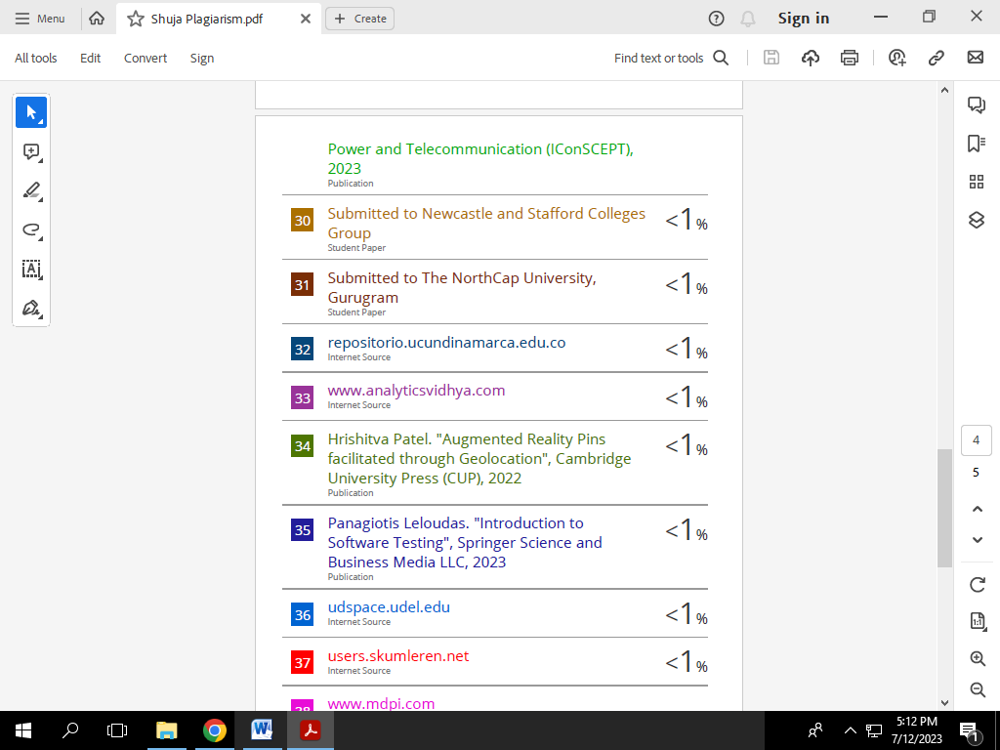 Menu
Shuja Plagiarism.pdf
Create
Sign in
All tools
Edit
Convert
Sign
Find text or tools
Power and Telecommunication (IConSCEPT),
2023
Publication
30
Submitted to Newcastle and Stafford Colleges
Group
Student Paper
<1%
31
Submitted to The NorthCap University,
Gurugram
Student Paper
<1%
32
repositorio.ucundinamarca.edu.co
Internet Source
<1%
33
www.analyticsvidhya.com
Internet Source
<1%
34
Hrishitva Patel. "Augmented Reality Pins
facilitated through Geolocation", Cambridge
University Press (CUP), 2022
Publication
<1%
35
Panagiotis Leloudas. "Introduction to
Software Testing", Springer Science and
Business Media LLC, 2023
Publication
<1%
36
udspace.udel.edu
Internet Source
<1%
37
users.skumleren.net
Internet Source
<1%
38
www.mdpi.com
4
5
1:1
5:12 PM
7/12/2023
1